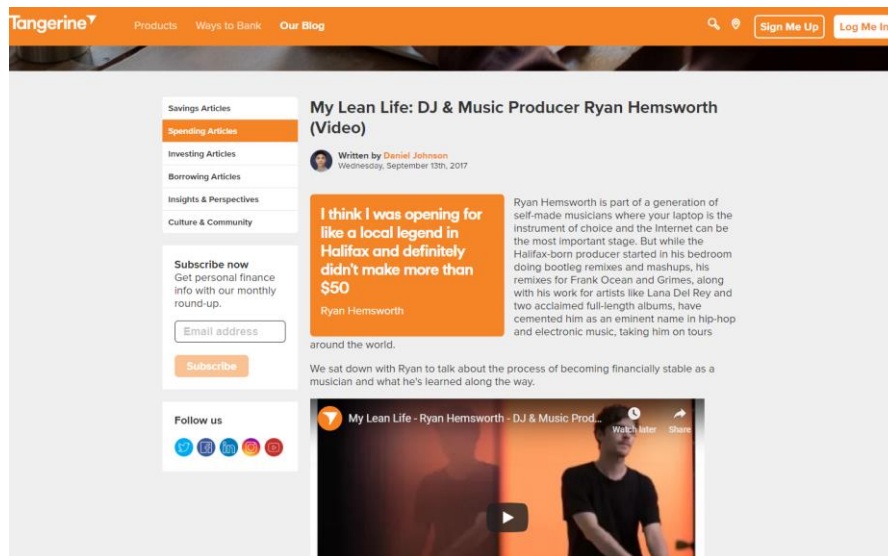 Tangerine
Products Ways to Bank Our Blog
Sign Me Up Log Me In
Savings Articles
Spending Articles
Investing Articles
Borrowing Articles
Insights & Perspectives
Culture & Community
Subscribe now
Get personal finance
info with our monthly
round-up.
Email address
Subscribe
Follow us
My Lean Life: DJ & Music Producer Ryan Hemsworth
(Video)
Written by Daniel Johnson
Wednesday, September 13th, 2017
I think I was opening for
like a local legend in
Halifax and definitely
didn't make more than
$50
Ryan Hemsworth
Ryan Hemsworth is part of a generation of
self-made musicians where your laptop is the
instrument of choice and the Internet can be
the most important stage. But while the
Halifax-born producer started in his bedroom
doing bootleg remixes and mashups, his
remixes for Frank Ocean and Grimes, along
with his work for artists like Lana Del Rey and
two acclaimed full-length albums, have
cemented him as an eminent name in hip-hop
and electronic music, taking him on tours
around the world.
We sat down with Ryan to talk about the process of becoming financially stable as a
musician and what he's learned along the way.
My Lean Life - Ryan Hemsworth - DJ & Music Prod...
Watch later Share